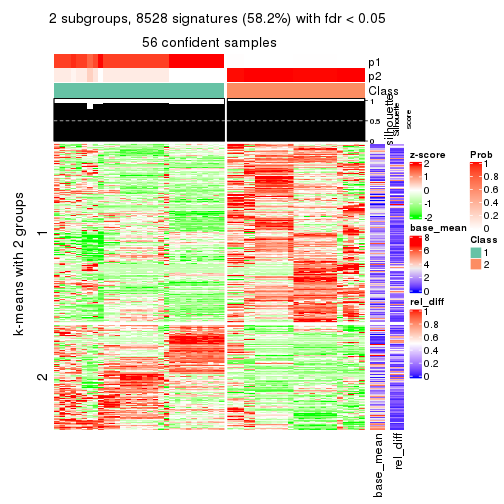 2 subgroups, 8528 signatures (58.2%) with fdr < 0.05
56 confident samples
p1
p2
Class
1
0.5
0
silhouette
Silhouette
score
k-means with 2 groups
1
2
base_mean
rel_diff
z-score
2
1
0
-1
-2
base_mean
8
6
4
2
0
rel_diff
1
0.8
0.6
0.4
0.2
0
Prob
1
0.8
0.6
0.4
0.2
0
Class
1
2